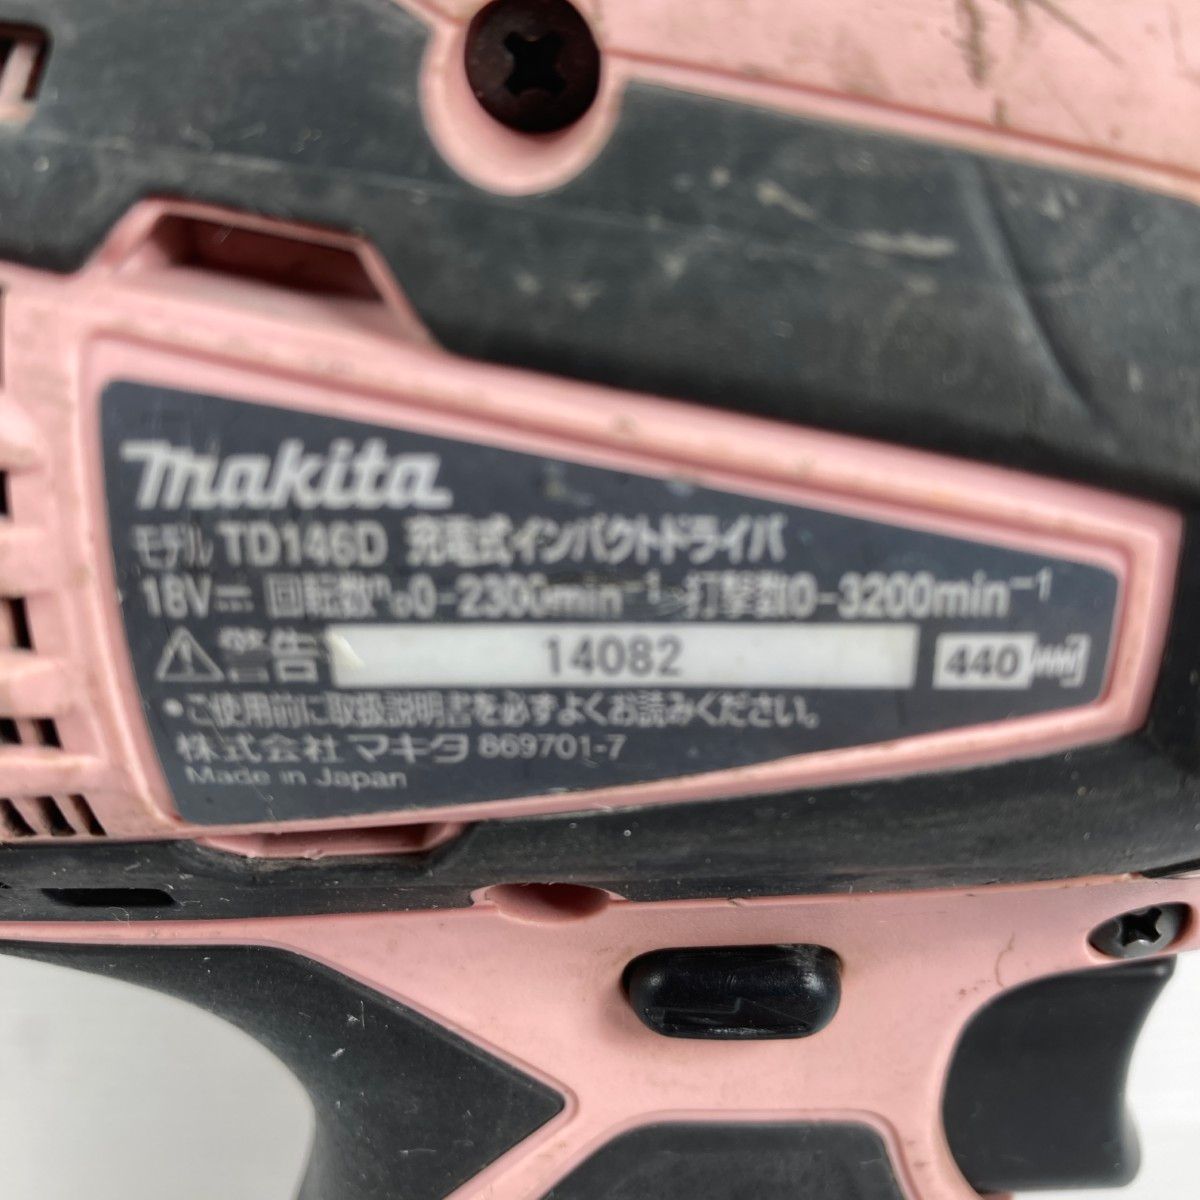 makita
モデル TD146D 充電式インパクトドライバ
18V⎓ 回転数n₀0-2300min⁻¹ 打撃数0-3200min⁻¹
⚠警告 14082 440
•ご使用前に取扱説明書を必ずよくお読みください。
株式会社マキタ 869701-7
Made in Japan